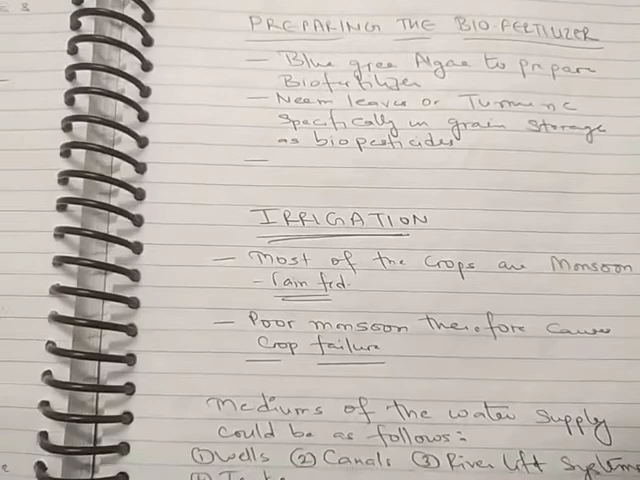 PREPARING THE BIO FERTILIZER
- Blue gree Algae to prepare
Biofertilizer
- Neem leaves or Turmeric
Specifically in grain storage
as biopesticides
-
IRRIGATION
- Most of the Crops are Monsoon
- rain fed.
- Poor monsoon therefore cause
Crop failure
Mediums of the water supply
could be as follows:
① wells ② Canals ③ River lift Systems